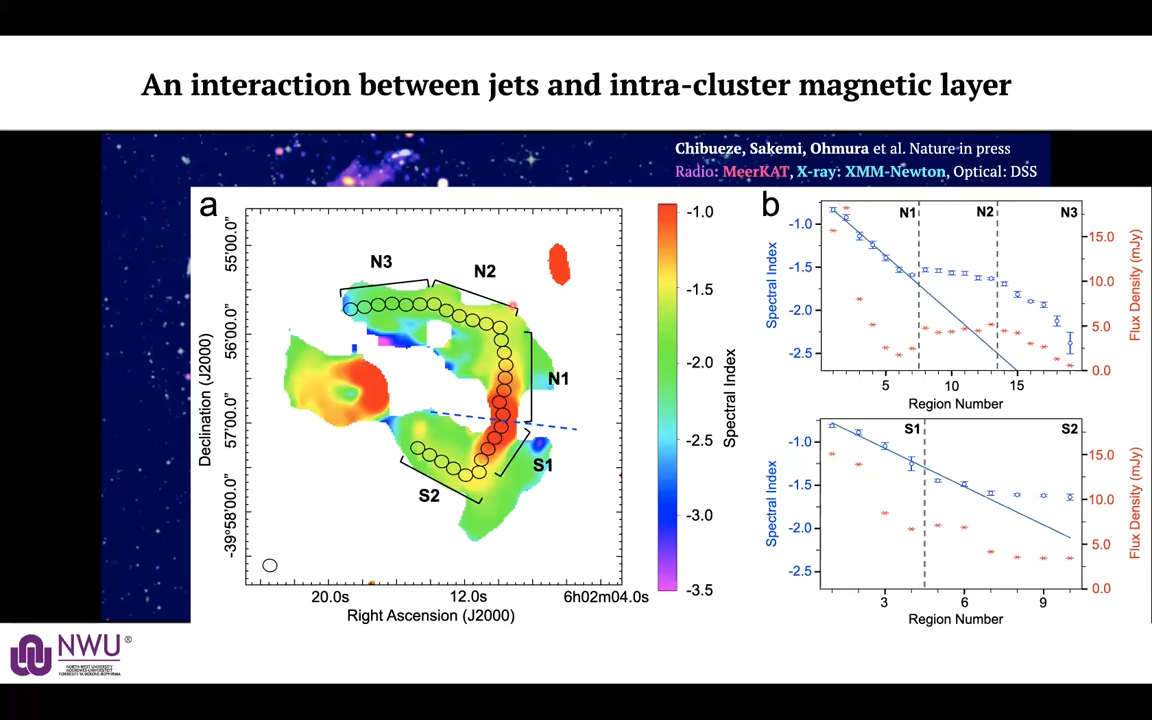 An interaction between jets and intra-cluster magnetic layer
Chibueze, Sakemi, Ohmura et al. Nature in press
Radio: MeerKAT, X-ray: XMM-Newton, Optical: DSS
a
N3
N2
N1
S1
S2
55'00.0"
56'00.0"
57'00.0"
-39°58'00.0"
Declination (J2000)
20.0s
12.0s
6h02m04.0s
Right Ascension (J2000)
-1.0
-1.5
-2.0
-2.5
-3.0
-3.5
Spectral Index
b
N1
N2
N3
-1.0
-1.5
-2.0
-2.5
Spectral Index
15.0
10.0
5.0
0.0
Flux Density (mJy)
5
10
15
Region Number
S1
S2
-1.0
-1.5
-2.0
-2.5
Spectral Index
15.0
10.0
5.0
0.0
Flux Density (mJy)
3
6
9
Region Number
NWU®